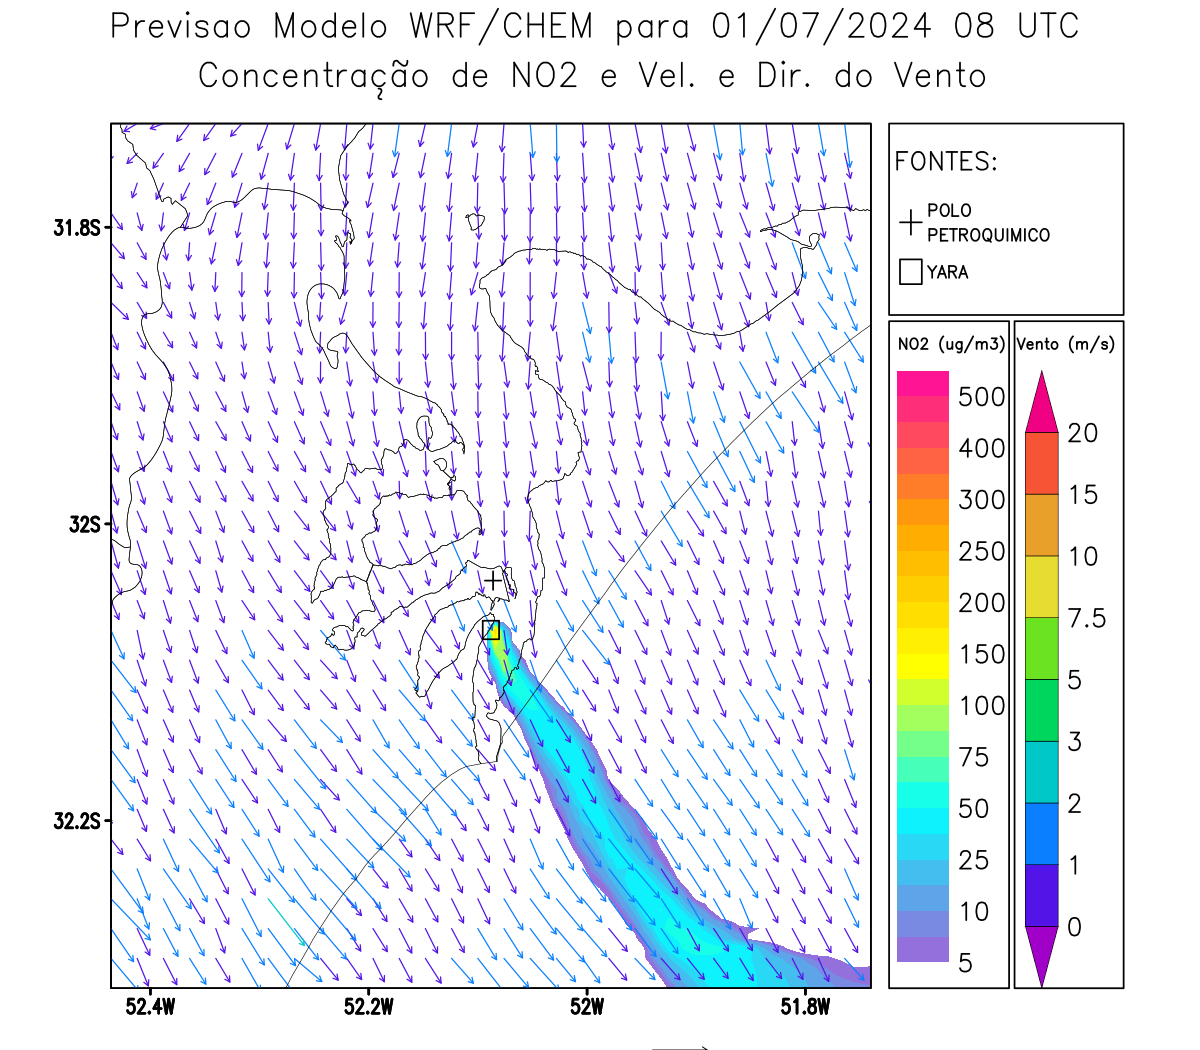 Previsao Modelo WRF/CHEM para 01/07/2024 08 UTC
Concentração de NO2 e Vel. e Dir. do Vento
FONTES:
POLO
PETROQUIMICO
YARA
NO2 (ug/m3)
500
400
300
250
200
150
100
75
50
25
10
5
Vento (m/s)
20
15
10
7.5
5
3
2
1
0
31.8S
32S
32.2S
52.4W
52.2W
52W
51.8W